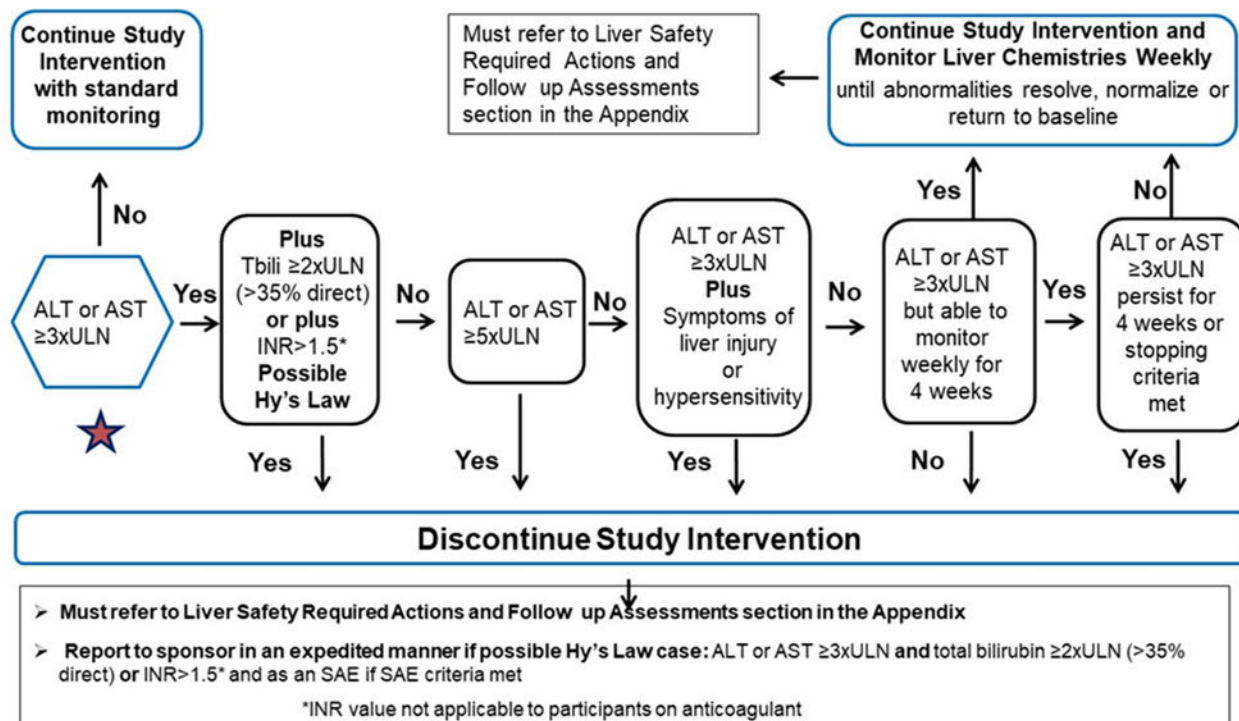 Continue Study
Intervention
with standard
monitoring
Must refer to Liver Safety
Required Actions and
Follow up Assessments
section in the Appendix
Continue Study Intervention and
Monitor Liver Chemistries Weekly
until abnormalities resolve, normalize or
return to baseline
No
Yes
No
ALT or AST
≥3xULN
Yes
Plus
Tbili ≥2xULN
(>35% direct)
or plus
INR>1.5*
Possible
Hy's Law
No
ALT or AST
≥5xULN
No
ALT or AST
≥3xULN
Plus
Symptoms of
liver injury
or
hypersensitivity
No
ALT or AST
≥3xULN
but able to
monitor
weekly for
4 weeks
Yes
ALT or AST
≥3xULN
persist for
4 weeks or
stopping
criteria
met
Yes
Yes
Yes
No
Yes
Discontinue Study Intervention
➢ Must refer to Liver Safety Required Actions and Follow up Assessments section in the Appendix
➢ Report to sponsor in an expedited manner if possible Hy's Law case: ALT or AST ≥3xULN and total bilirubin ≥2xULN (>35%
direct) or INR>1.5* and as an SAE if SAE criteria met
*INR value not applicable to participants on anticoagulant